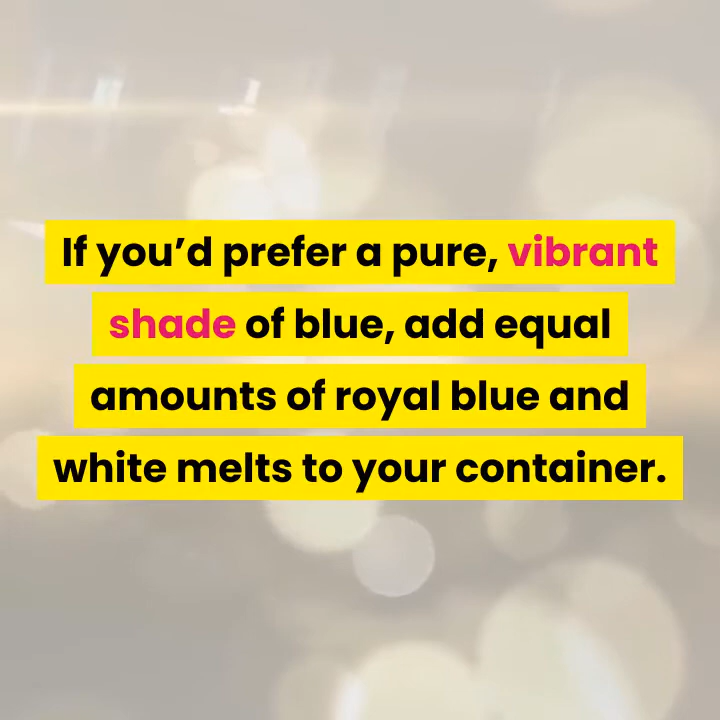 If you’d prefer a pure, vibrant
shade of blue, add equal
amounts of royal blue and
white melts to your container.